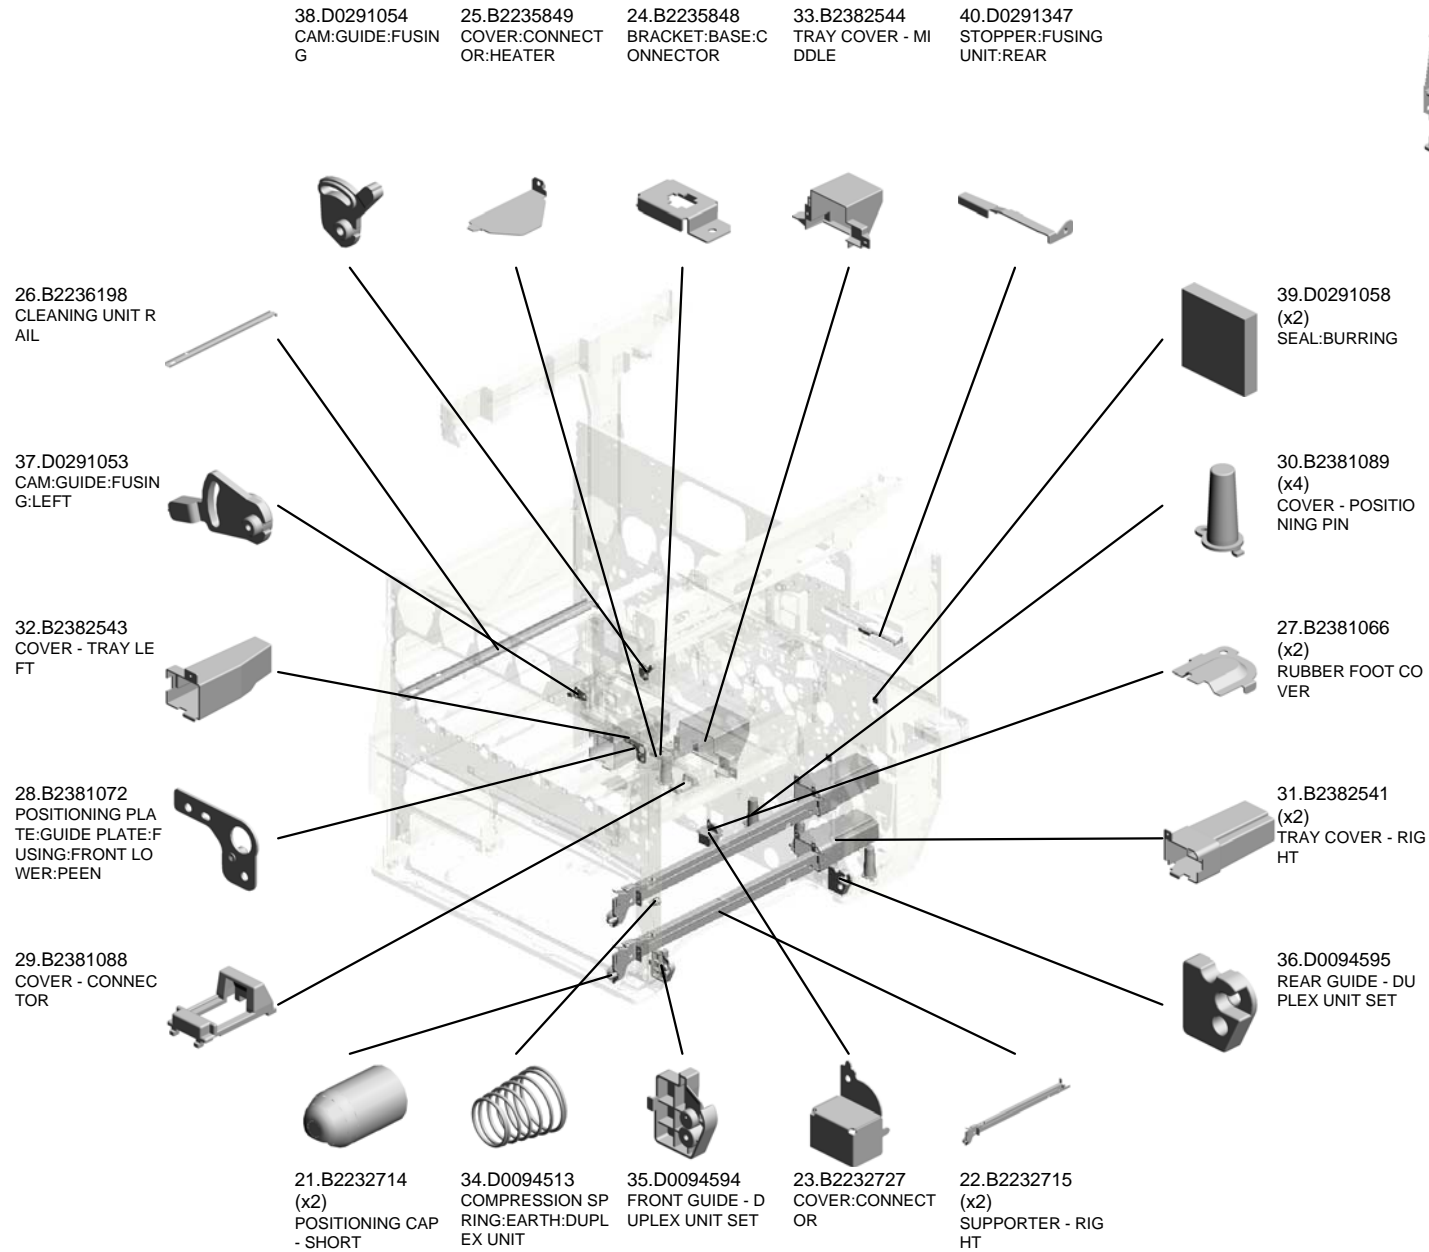 38.D0291054
CAM:GUIDE:FUSIN
G
25.B2235849
COVER:CONNECT
OR:HEATER
24.B2235848
BRACKET:BASE:C
ONNECTOR
33.B2382544
TRAY COVER - MI
DDLE
40.D0291347
STOPPER:FUSING
UNIT:REAR
26.B2236198
CLEANING UNIT R
AIL
39.D0291058
(x2)
SEAL:BURRING
37.D0291053
CAM:GUIDE:FUSIN
G:LEFT
30.B2381089
(x4)
COVER - POSITIO
NING PIN
32.B2382543
COVER - TRAY LE
FT
27.B2381066
(x2)
RUBBER FOOT CO
VER
28.B2381072
POSITIONING PLA
TE:GUIDE PLATE:F
USING:FRONT LO
WER:PEEN
31.B2382541
(x2)
TRAY COVER - RIG
HT
29.B2381088
COVER - CONNEC
TOR
36.D0094595
REAR GUIDE - DU
PLEX UNIT SET
21.B2232714
(x2)
POSITIONING CAP
- SHORT
34.D0094513
COMPRESSION SP
RING:EARTH:DUPL
EX UNIT
35.D0094594
FRONT GUIDE - D
UPLEX UNIT SET
23.B2232727
COVER:CONNECT
OR
22.B2232715
(x2)
SUPPORTER - RIG
HT